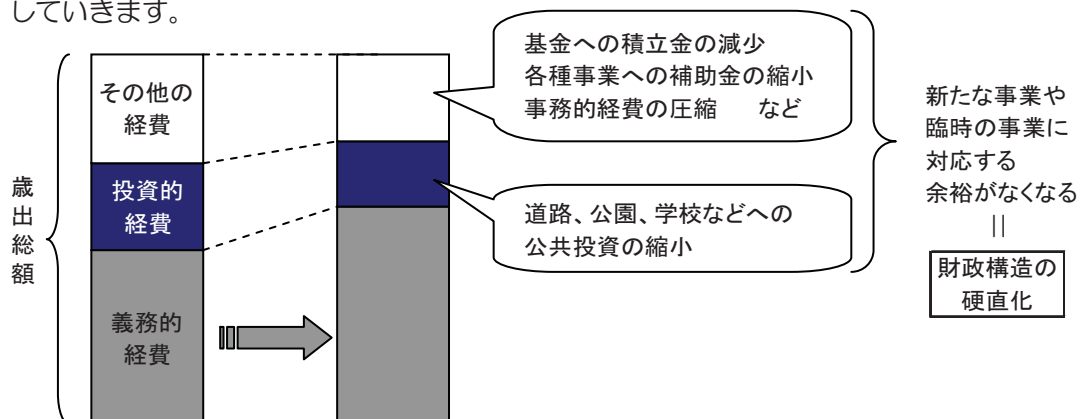 していきます。
歳出総額
その他の
経費
投資的
経費
義務的
経費
基金への積立金の減少
各種事業への補助金の縮小
事務的経費の圧縮　など
道路、公園、学校などへの
公共投資の縮小
新たな事業や
臨時の事業に
対応する
余裕がなくなる
||
財政構造の
硬直化